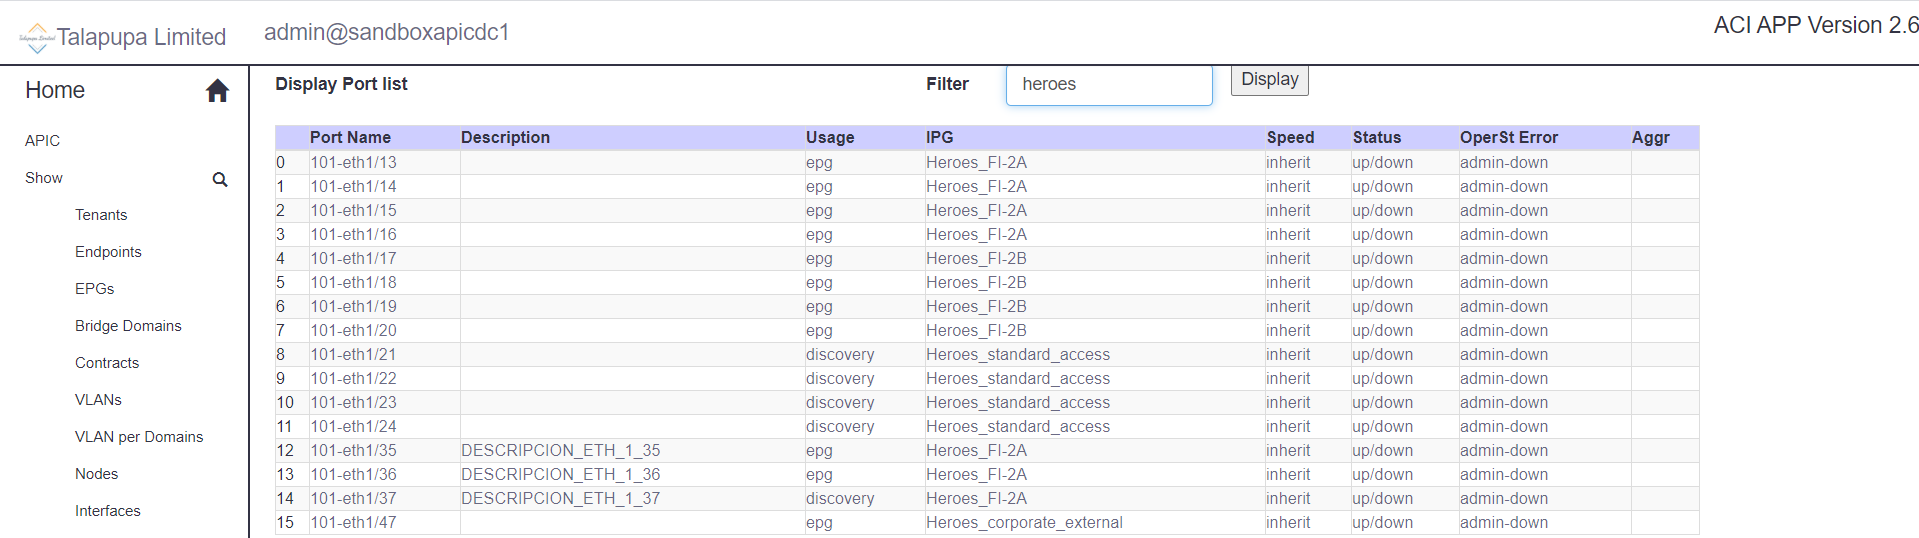 Talapupa Limited
Talapupa Limited
admin@sandboxapicdc1
ACI APP Version 2.6
Home
APIC
Show
Tenants
Endpoints
EPGs
Bridge Domains
Contracts
VLANs
VLAN per Domains
Nodes
Interfaces
Display Port list
Filter
heroes
Display
Port Name Description Usage IPG Speed Status OperSt Error Aggr
0 101-eth1/13 epg Heroes_FI-2A inherit up/down admin-down
1 101-eth1/14 epg Heroes_FI-2A inherit up/down admin-down
2 101-eth1/15 epg Heroes_FI-2A inherit up/down admin-down
3 101-eth1/16 epg Heroes_FI-2A inherit up/down admin-down
4 101-eth1/17 epg Heroes_FI-2B inherit up/down admin-down
5 101-eth1/18 epg Heroes_FI-2B inherit up/down admin-down
6 101-eth1/19 epg Heroes_FI-2B inherit up/down admin-down
7 101-eth1/20 epg Heroes_FI-2B inherit up/down admin-down
8 101-eth1/21 discovery Heroes_standard_access inherit up/down admin-down
9 101-eth1/22 discovery Heroes_standard_access inherit up/down admin-down
10 101-eth1/23 discovery Heroes_standard_access inherit up/down admin-down
11 101-eth1/24 discovery Heroes_standard_access inherit up/down admin-down
12 101-eth1/35 DESCRIPCION_ETH_1_35 epg Heroes_FI-2A inherit up/down admin-down
13 101-eth1/36 DESCRIPCION_ETH_1_36 epg Heroes_FI-2A inherit up/down admin-down
14 101-eth1/37 DESCRIPCION_ETH_1_37 discovery Heroes_FI-2A inherit up/down admin-down
15 101-eth1/47 epg Heroes_corporate_external inherit up/down admin-down